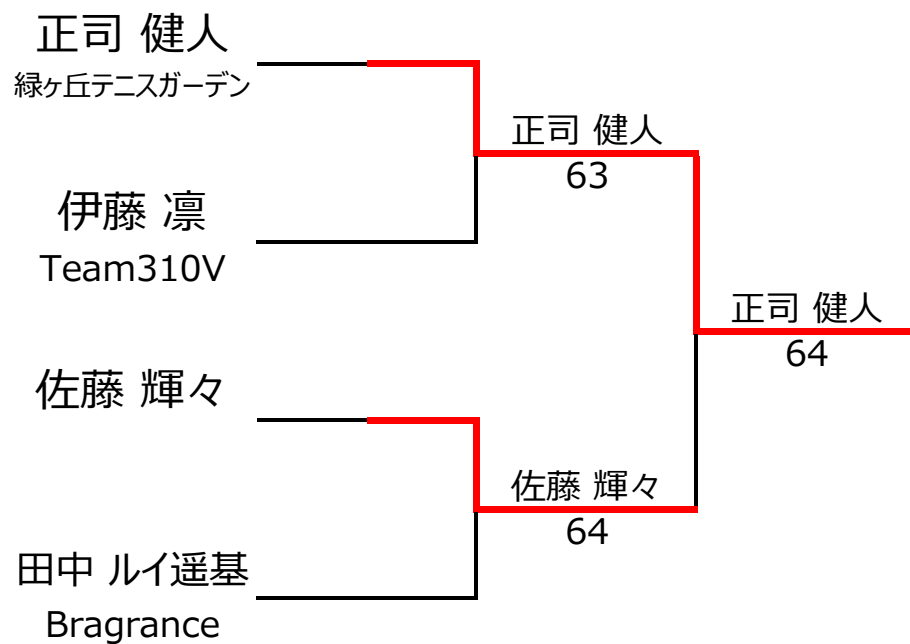 正司 健人
緑ヶ丘テニスガーデン
正司 健人
63
伊藤 凛
Team310V
正司 健人
64
佐藤 輝々
佐藤 輝々
64
田中 ルイ遥基
Bragrance